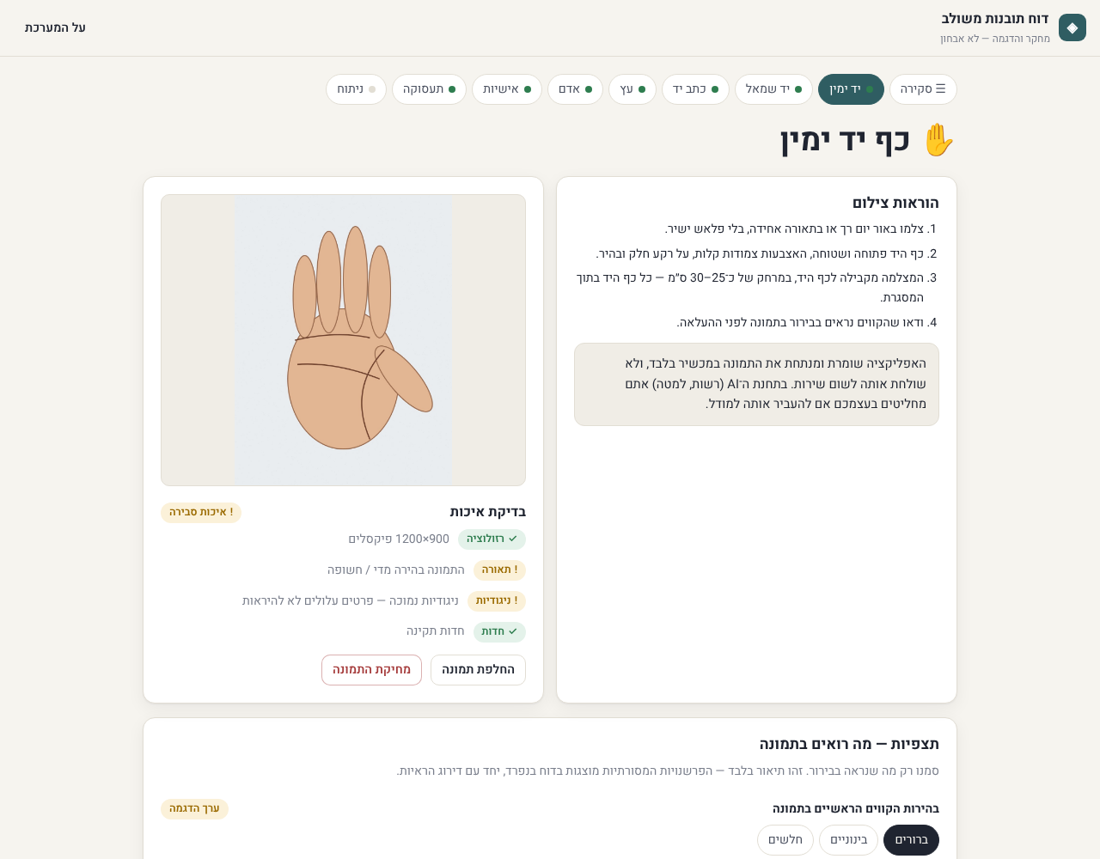 דוח תובנות משולב
מחקר והדגמה — לא אבחון
על המערכת
☰ סקירה
יד ימין
יד שמאל
כתב יד
עץ
אדם
אישיות
תעסוקה
ניתוח
✋ כף יד ימין
הוראות צילום
1. צלמו באור יום רך או בתאורה אחידה, בלי פלאש ישיר.
2. כף היד פתוחה ושטוחה, האצבעות צמודות קלות, על רקע חלק ובהיר.
3. המצלמה מקבילה לכף היד, במרחק של כ־25–30 ס״מ — כל כף היד בתוך
המסגרת.
4. ודאו שהקווים נראים בבירור בתמונה לפני ההעלאה.
האפליקציה שומרת ומנתחת את התמונה במכשיר בלבד, ולא
שולחת אותה לשום שירות. בתחנת ה־AI (רשות, למטה) אתם
מחליטים בעצמכם אם להעביר אותה למודל.
בדיקת איכות
! איכות סבירה
✓ רזולוציה
900×1200 פיקסלים
! תאורה
התמונה בהירה מדי / חשופה
! ניגודיות
ניגודיות נמוכה — פרטים עלולים לא להיראות
✓ חדות
חדות תקינה
החלפת תמונה
מחיקת התמונה
תצפיות — מה רואים בתמונה
סמנו רק מה שנראה בבירור. זהו תיאור בלבד — הפרשנויות המסורתיות מוצגות בדוח בנפרד, יחד עם דירוג הראיות.
בהירות הקווים הראשיים בתמונה
ערך הדגמה
ברורים
בינוניים
חלשים